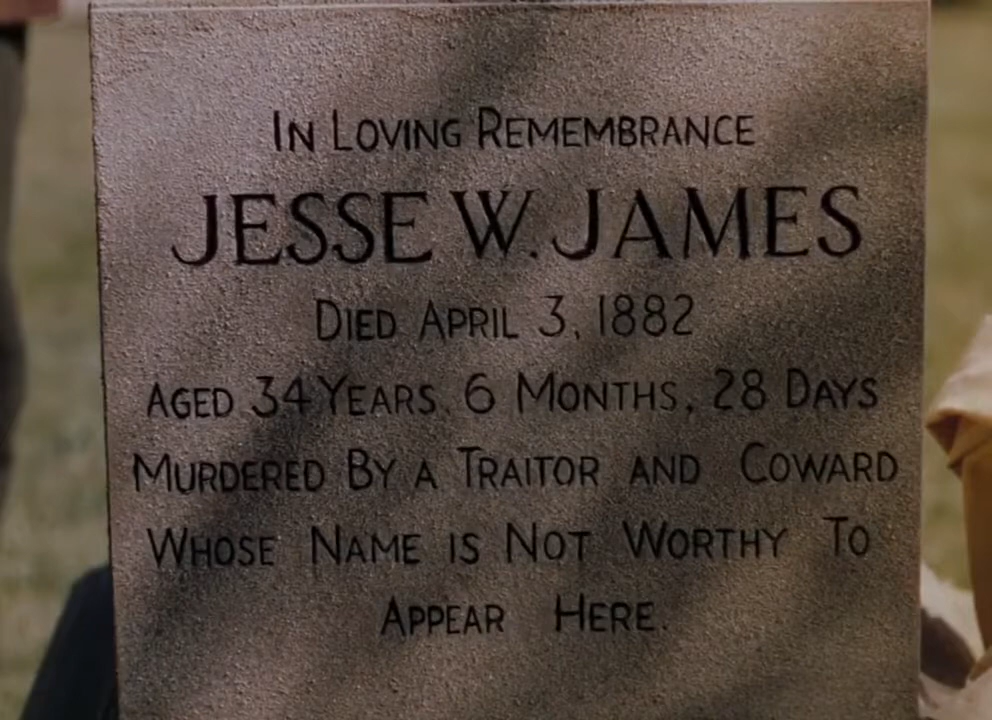 In Loving Remembrance
JESSE W. JAMES
Died April 3, 1882
Aged 34 Years. 6 Months, 28 Days
Murdered By a Traitor and Coward
Whose Name is Not Worthy To
Appear Here.